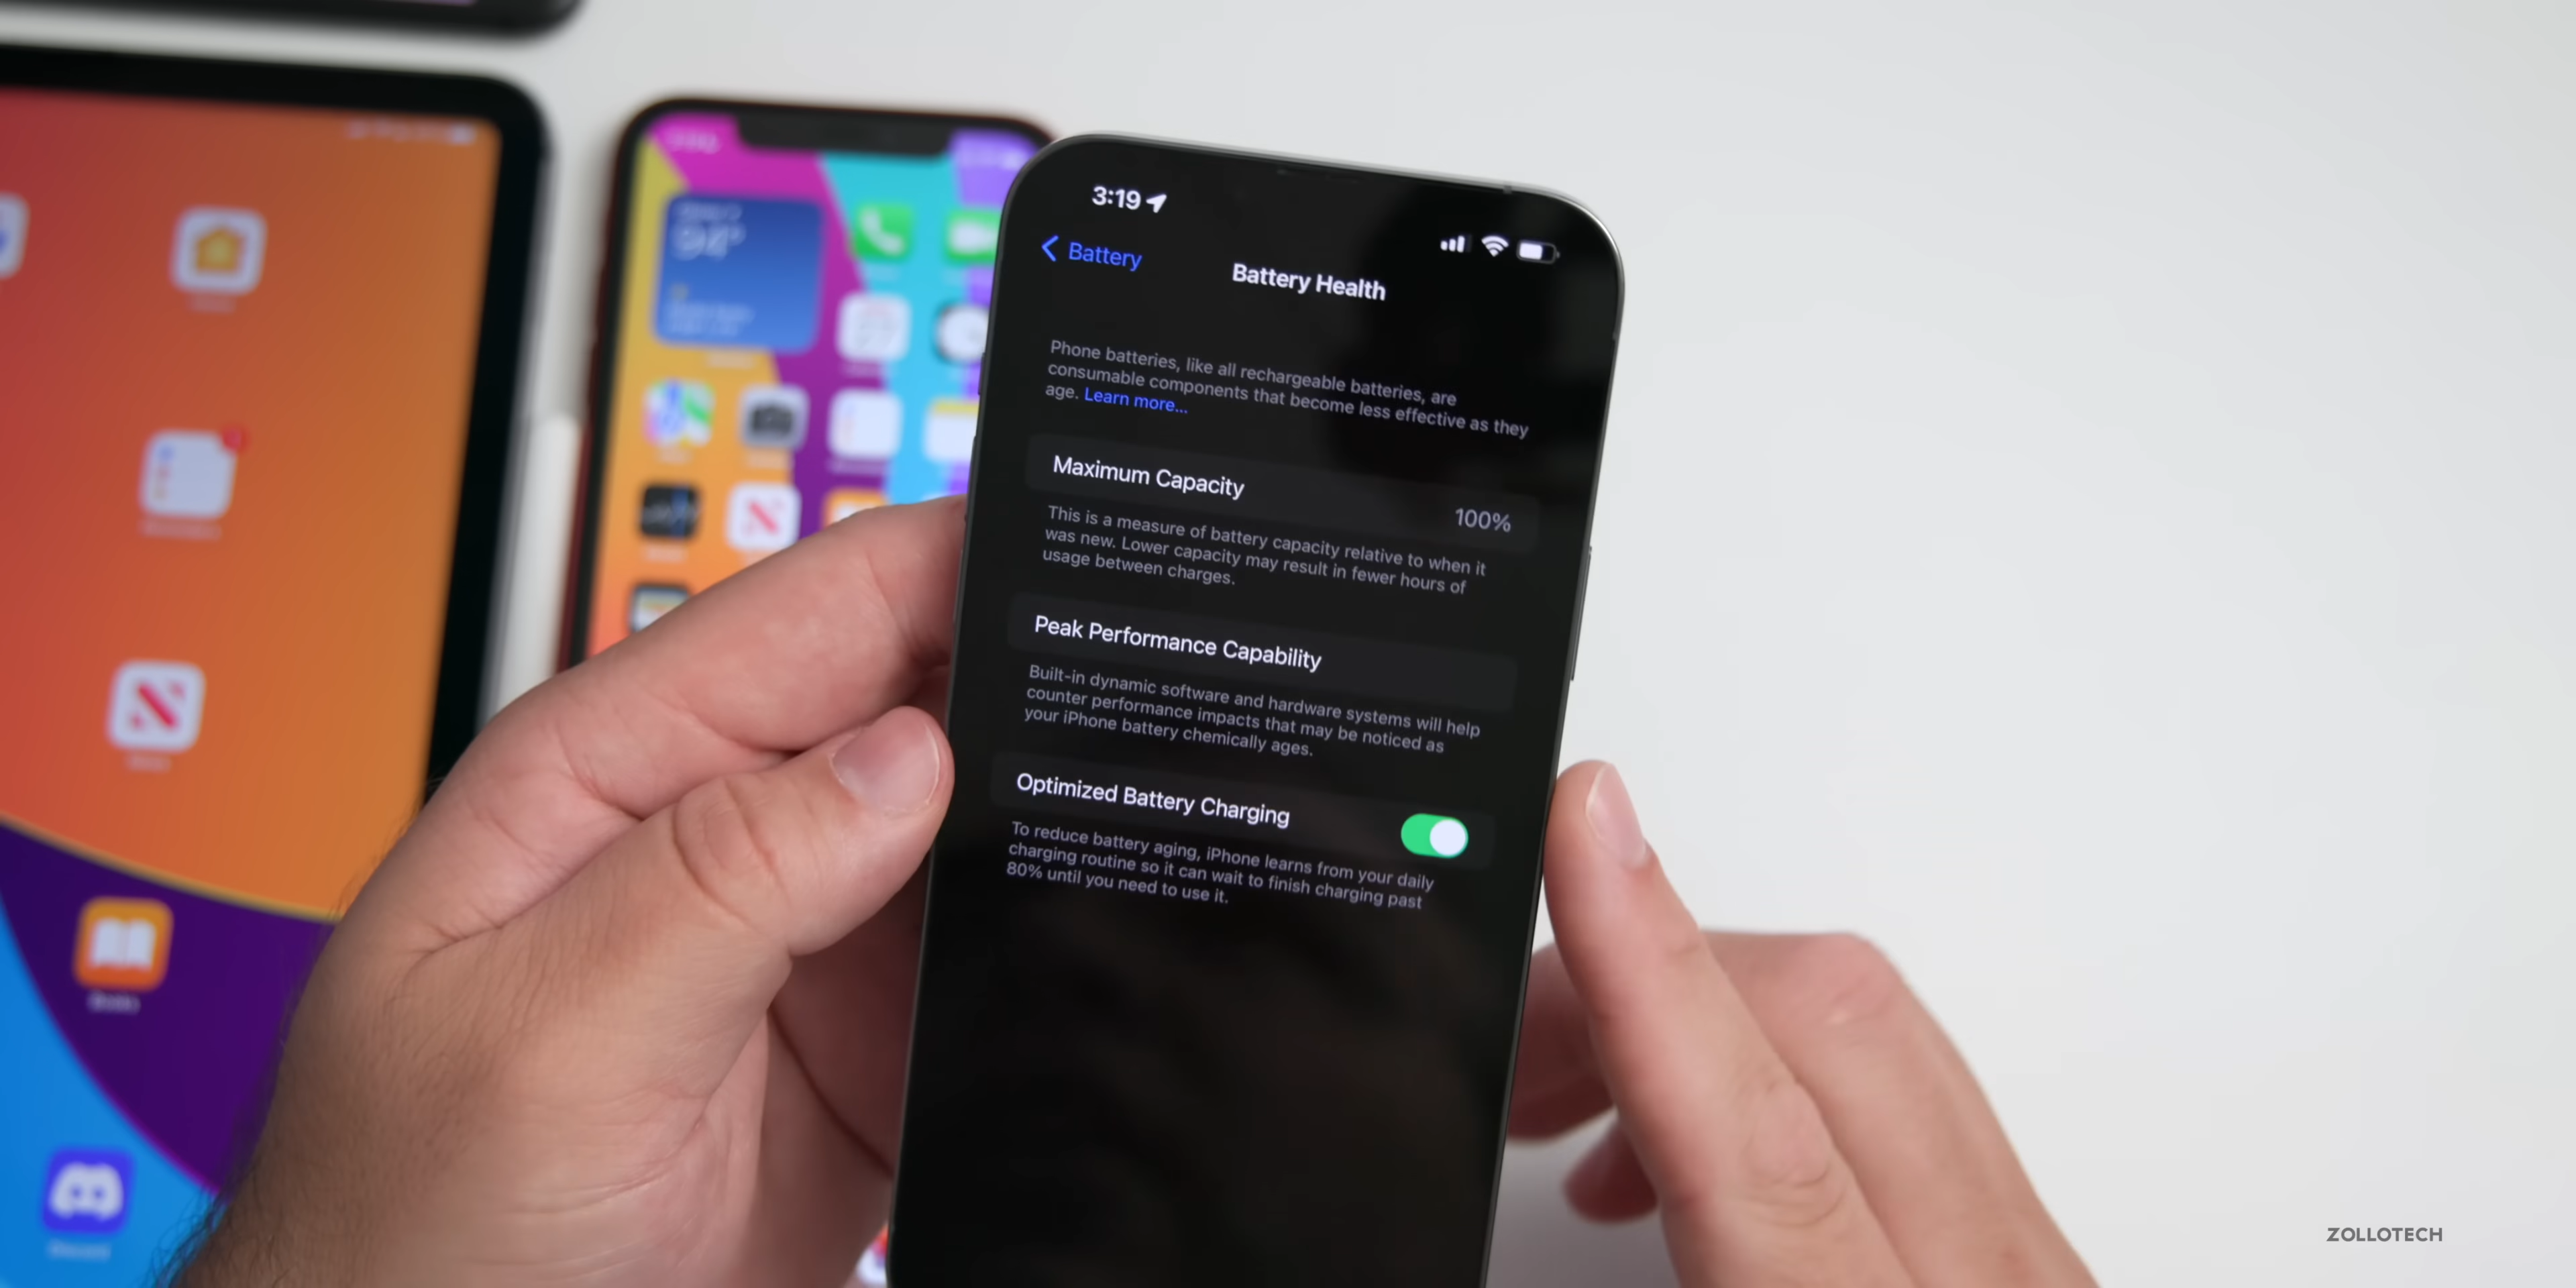 3:19
Battery
Battery Health
Phone batteries, like all rechargeable batteries, are
consumable components that become less effective as they
age. Learn more...
Maximum Capacity
100%
This is a measure of battery capacity relative to when it
was new. Lower capacity may result in fewer hours of
usage between charges.
Peak Performance Capability
Built-in dynamic software and hardware systems will help
counter performance impacts that may be noticed as
your iPhone battery chemically ages.
Optimized Battery Charging
To reduce battery aging, iPhone learns from your daily
charging routine so it can wait to finish charging past
80% until you need to use it.
94°
Books
Discord
ZOLLOTECH